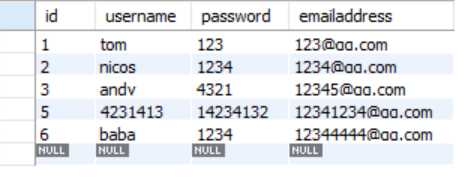 id username password emailaddress
1 tom 123 123@qq.com
2 nicos 1234 1234@qq.com
3 andy 4321 12345@qq.com
5 4231413 14234132 12341234@qq.com
6 baba 1234 12344444@qq.com
NULL NULL NULL NULL